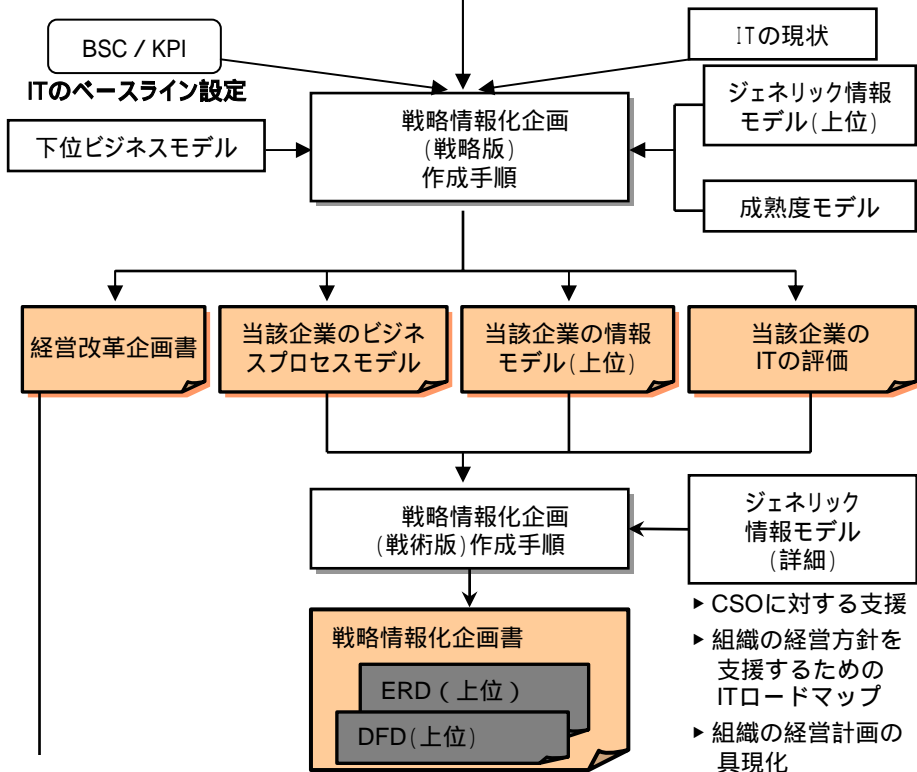 BSC / KPI
ITのベースライン設定
ITの現状
ジェネリック情報
モデル(上位)
戦略情報化企画
(戦略版)
作成手順
下位ビジネスモデル
成熟度モデル
経営改革企画書
当該企業のビジネ
スプロセスモデル
当該企業の情報
モデル(上位)
当該企業の
ITの評価
戦略情報化企画
(戦術版)作成手順
ジェネリック
情報モデル
(詳細)
戦略情報化企画書
ERD(上位)
DFD(上位)
▶ CSOに対する支援
▶ 組織の経営方針を
支援するための
ITロードマップ
▶ 組織の経営計画の
具現化